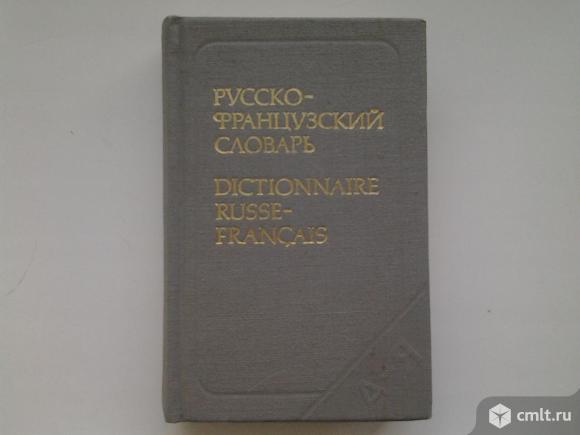 РУССКО-
ФРАНЦУЗСКИЙ
СЛОВАРЬ
DICTIONNAIRE
RUSSE-
FRANÇAIS
cmlt.ru